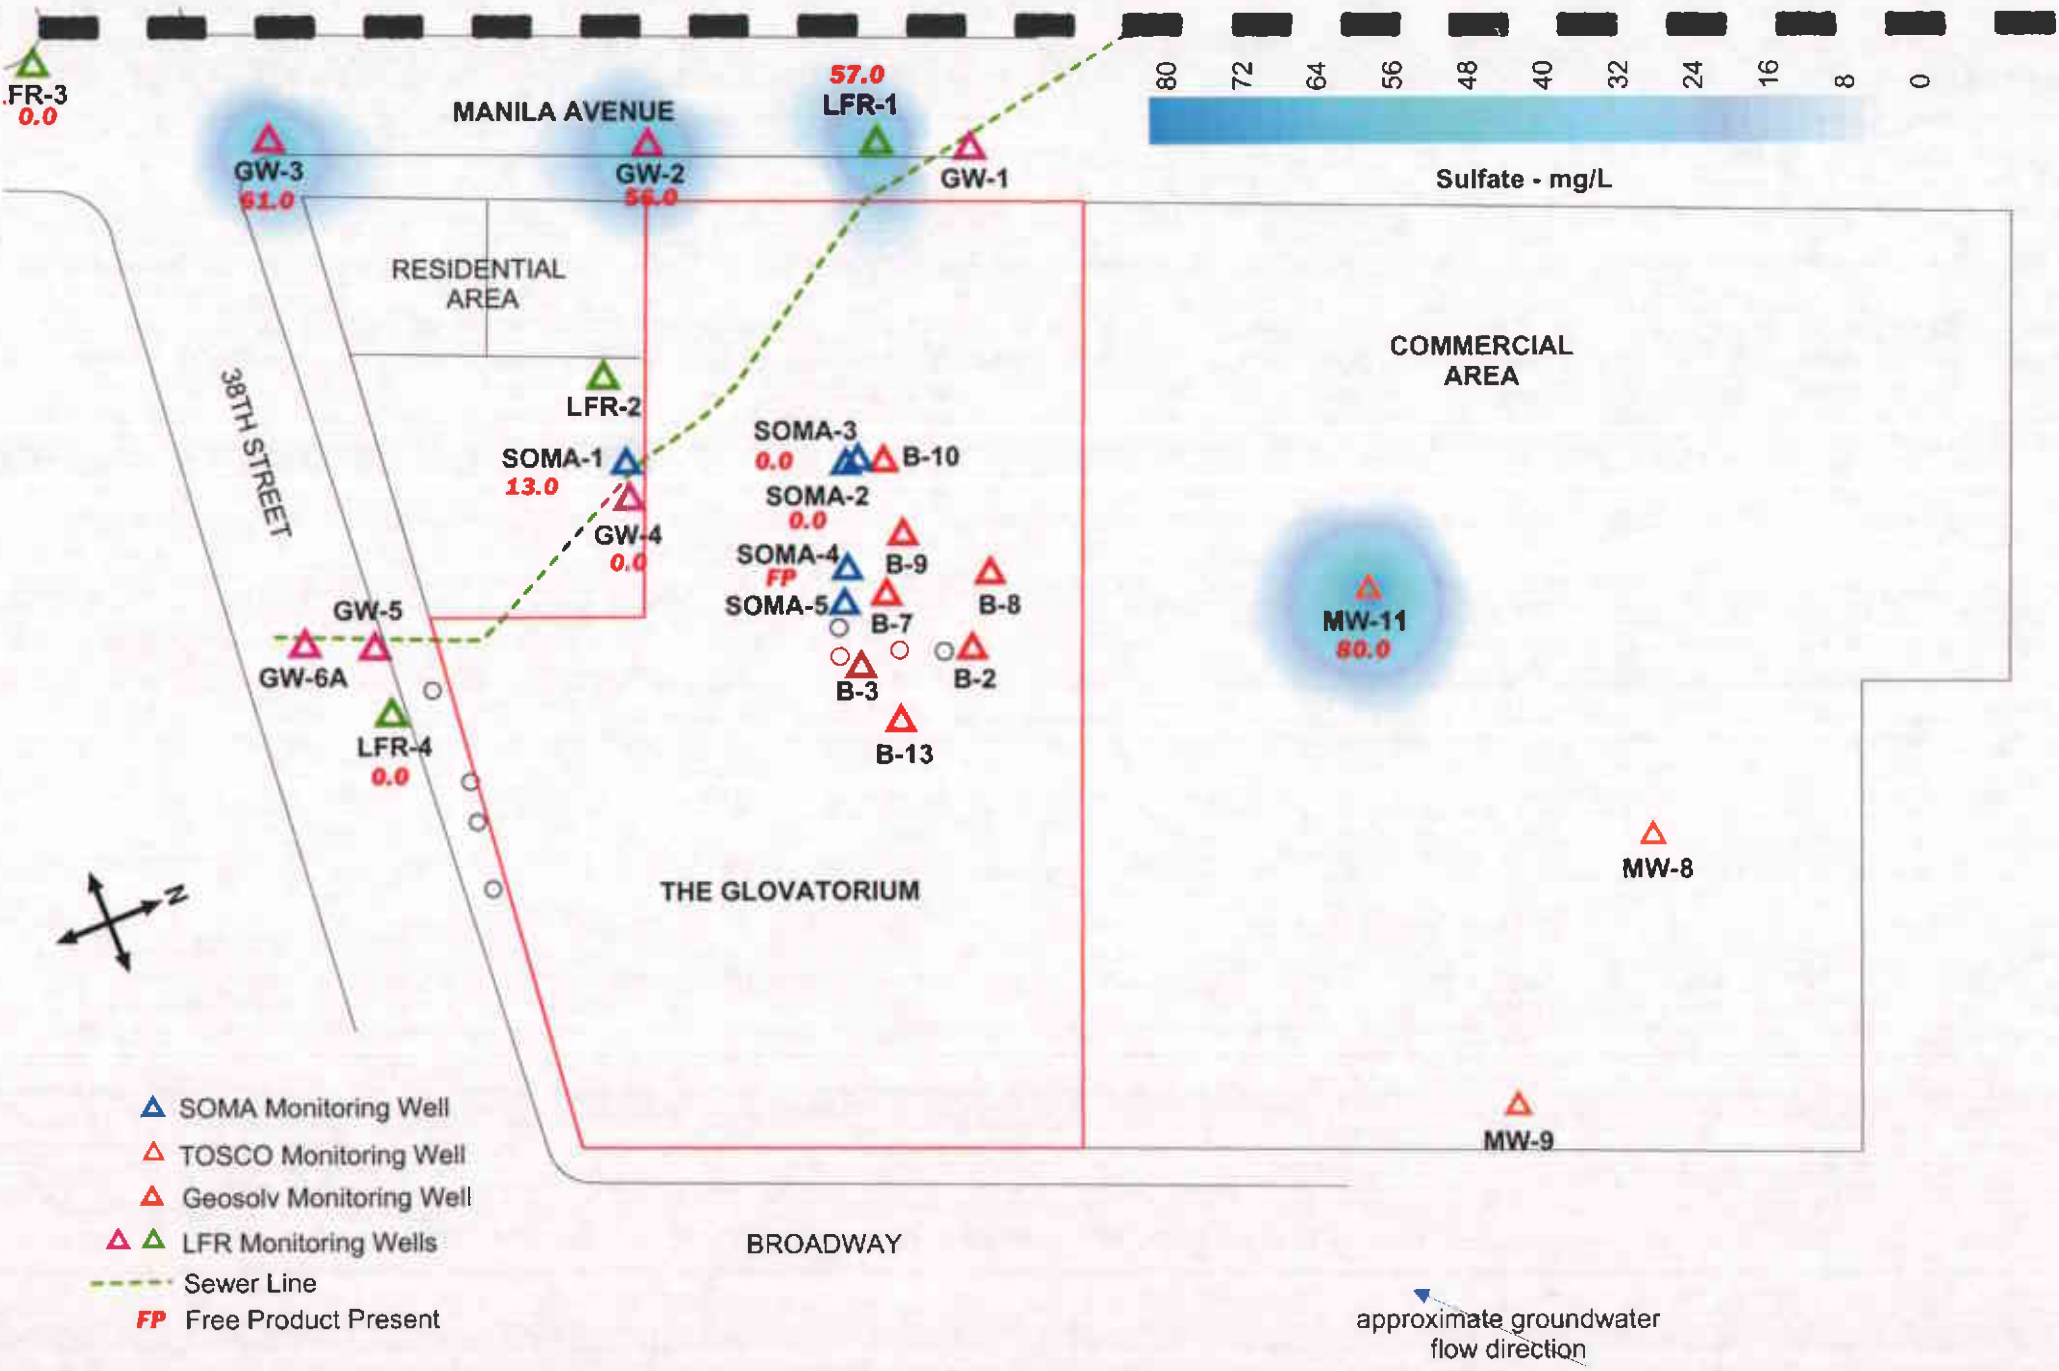 80 72 64 56 48 40 32 24 16 8 0
Sulfate - mg/L
.FR-3
0.0
MANILA AVENUE
57.0
LFR-1
GW-3
61.0
GW-2
56.0
GW-1
RESIDENTIAL
AREA
COMMERCIAL
AREA
38TH STREET
LFR-2
SOMA-3
0.0
B-10
SOMA-1
13.0
SOMA-2
0.0
GW-4
0.0
SOMA-4
FP
B-9
SOMA-5
B-7
B-8
GW-5
MW-11
80.0
GW-6A
B-3
B-2
LFR-4
0.0
B-13
MW-8
THE GLOVATORIUM
N
SOMA Monitoring Well
TOSCO Monitoring Well
Geosolv Monitoring Well
LFR Monitoring Wells
Sewer Line
FP Free Product Present
MW-9
BROADWAY
approximate groundwater
flow direction